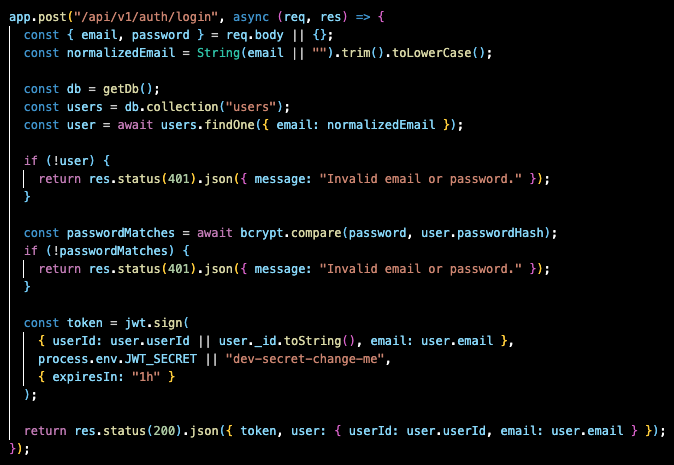 app.post("/api/v1/auth/login", async (req, res) => {
  const { email, password } = req.body || {};
  const normalizedEmail = String(email || "").trim().toLowerCase();

  const db = getDb();
  const users = db.collection("users");
  const user = await users.findOne({ email: normalizedEmail });

  if (!user) {
    return res.status(401).json({ message: "Invalid email or password." });
  }

  const passwordMatches = await bcrypt.compare(password, user.passwordHash);
  if (!passwordMatches) {
    return res.status(401).json({ message: "Invalid email or password." });
  }

  const token = jwt.sign(
    { userId: user.userId || user._id.toString(), email: user.email },
    process.env.JWT_SECRET || "dev-secret-change-me",
    { expiresIn: "1h" }
  );

  return res.status(200).json({ token, user: { userId: user.userId, email: user.email } });
});